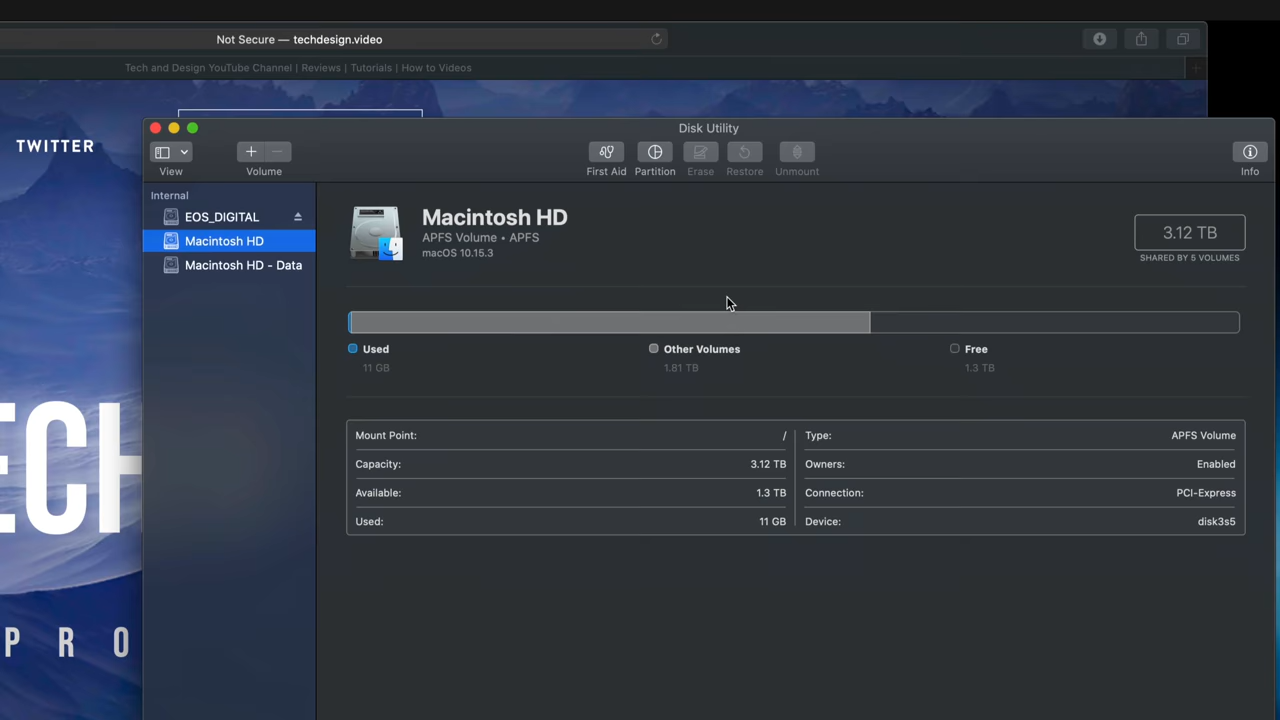 Not Secure — techdesign.video
Tech and Design YouTube Channel | Reviews | Tutorials | How to Videos
TWITTER
Disk Utility
View
Volume
First Aid
Partition
Erase
Restore
Unmount
Info
Internal
EOS_DIGITAL
Macintosh HD
Macintosh HD - Data
Macintosh HD
APFS Volume • APFS
macOS 10.15.3
3.12 TB
SHARED BY 5 VOLUMES
Used
11 GB
Other Volumes
1.81 TB
Free
1.3 TB
Mount Point: /
Capacity: 3.12 TB
Available: 1.3 TB
Used: 11 GB
Type: APFS Volume
Owners: Enabled
Connection: PCI-Express
Device: disk3s5
ECH
P R O